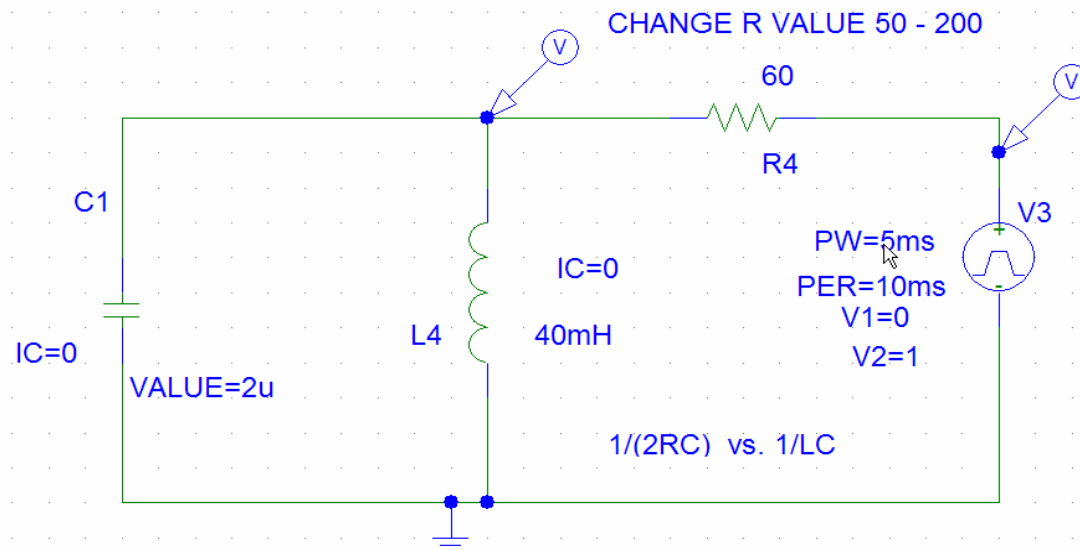 CHANGE R VALUE 50 - 200
V
60
V
R4
C1
V3
PW=5ms
IC=0
PER=10ms
V1=0
L4
40mH
IC=0
V2=1
VALUE=2u
1/(2RC) vs. 1/LC